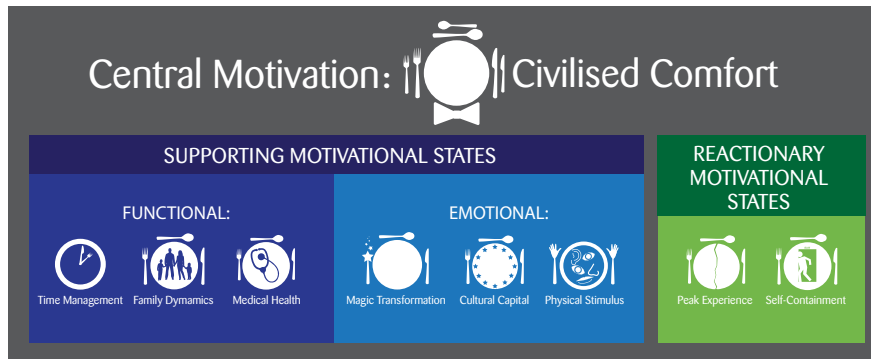 Central Motivation: Civilised Comfort
SUPPORTING MOTIVATIONAL STATES
FUNCTIONAL:
Time Management Family Dymamics Medical Health
EMOTIONAL:
Magic Transformation Cultural Capital Physical Stimulus
REACTIONARY
MOTIVATIONAL
STATES
Peak Experience Self-Containment